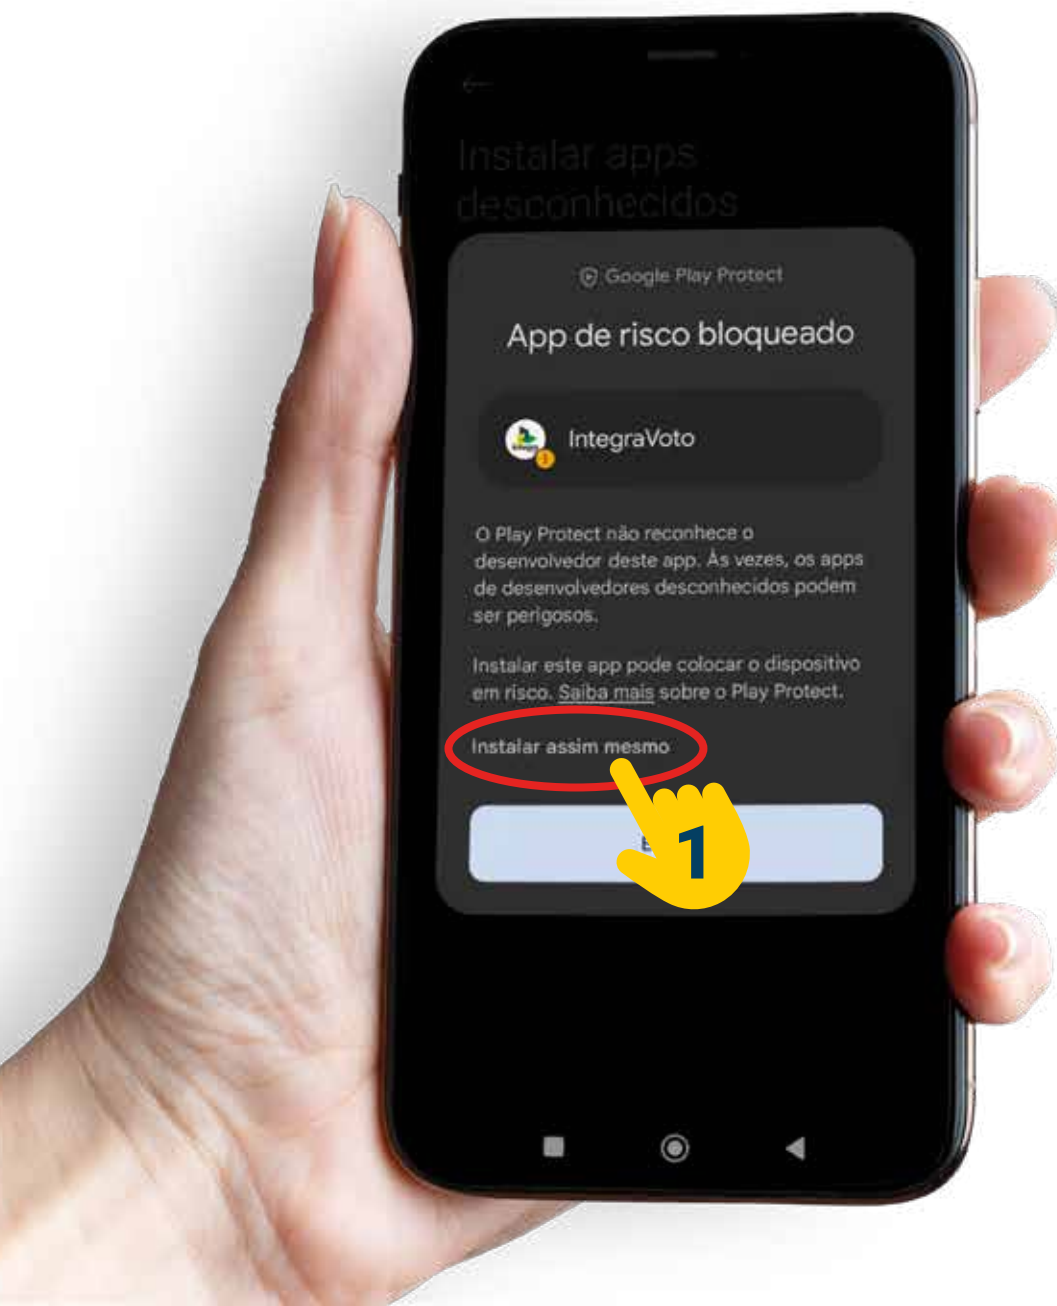 Instalar apps
desconhecidos
Google Play Protect
App de risco bloqueado
IntegraVoto
O Play Protect não reconhece o
desenvolvedor deste app. Às vezes, os apps
de desenvolvedores desconhecidos podem
ser perigosos.
Instalar este app pode colocar o dispositivo
em risco. Saiba mais sobre o Play Protect.
Instalar assim mesmo
1